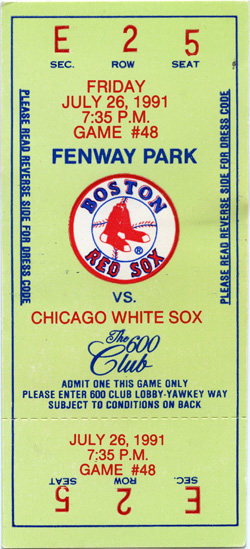 E 2 5
SEC. ROW SEAT
FRIDAY
JULY 26, 1991
7:35 P.M.
GAME #48
FENWAY PARK
PLEASE READ REVERSE SIDE FOR DRESS CODE
PLEASE READ REVERSE SIDE FOR DRESS CODE
BOSTON
RED SOX
®
VS.
CHICAGO WHITE SOX
The 600
Club
ADMIT ONE THIS GAME ONLY
PLEASE ENTER 600 CLUB LOBBY-YAWKEY WAY
SUBJECT TO CONDITIONS ON BACK
JULY 26, 1991
7:35 P.M.
GAME #48
SEAT ROW SEC.
5 2 E